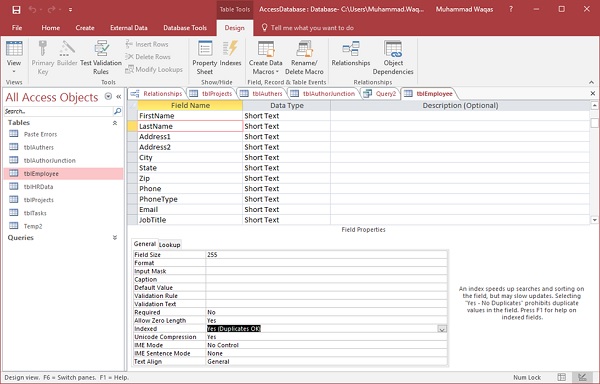 Table Tools
AccessDatabase : Database- C:\Users\Muhammad.Waq...
Muhammad Waqas
File
Home
Create
External Data
Database Tools
Design
Tell me what you want to do
View
Primary Key
Builder
Test Validation Rules
Insert Rows
Delete Rows
Modify Lookups
Property Sheet
Indexes
Create Data Macros
Rename/ Delete Macro
Relationships
Object Dependencies
Views
Tools
Show/Hide
Field, Record & Table Events
Relationships
All Access Objects
Tables
Paste Errors
tblAuthers
tblAuthorJunction
tblEmployee
tblHRData
tblProjects
tblTasks
Temp2
Queries
Relationships
tblProjects
tblAuthers
tblAuthorJunction
Query2
tblEmployee
Field Name Data Type Description (Optional)
FirstName Short Text
LastName Short Text
Address1 Short Text
Address2 Short Text
City Short Text
State Short Text
Zip Short Text
Phone Short Text
PhoneType Short Text
Email Short Text
JobTitle Short Text
Field Properties
General Lookup
Field Size 255
Format
Input Mask
Caption
Default Value
Validation Rule
Validation Text
Required No
Allow Zero Length Yes
Indexed Yes (Duplicates OK)
Unicode Compression Yes
IME Mode No Control
IME Sentence Mode None
Text Align General
An index speeds up searches and sorting on
the field, but may slow updates. Selecting
"Yes - No Duplicates" prohibits duplicate
values in the field. Press F1 for help on
indexed fields.
Design view. F6 = Switch panes. F1 = Help.
Num Lock